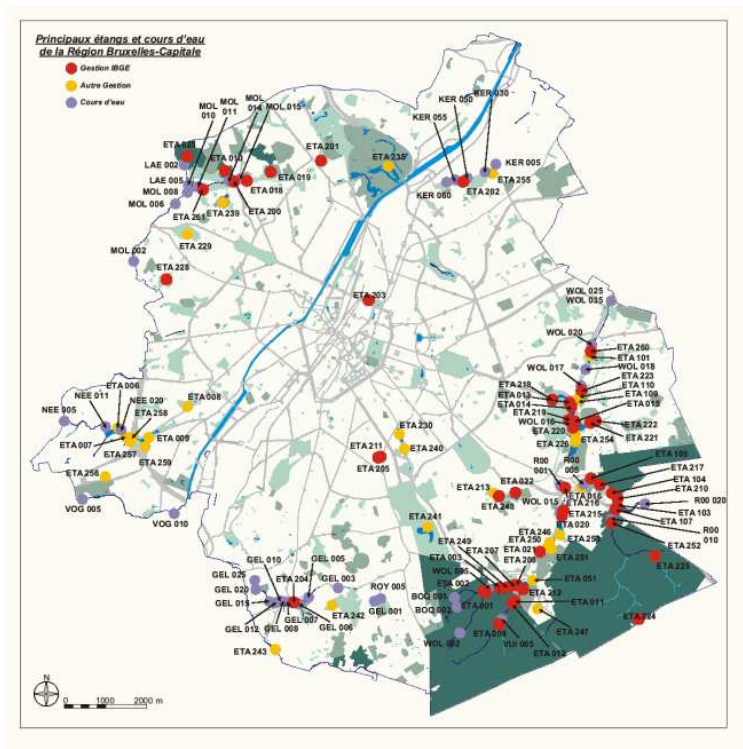 Principaux étangs et cours d'eau
de la Région Bruxelles-Capitale
Gestion IBGE
Autre Gestion
Cours d'eau
MOL 010
MOL 011
MOL 014
MOL 015
ETA 023
LAE 002
ETA 010
ETA 201
LAE 005
MOL 008
ETA 019
ETA 018
MOL 006
ETA 261
ETA 239
ETA 200
ETA 229
MOL 002
ETA 228
ETA 235
KER 050
KER 030
KER 055
KER 005
KER 060
ETA 202
ETA 255
ETA 203
WOL 025
WOL 035
WOL 020
ETA 260
ETA 101
WOL 017
WOL 018
ETA 223
ETA 218
ETA 110
ETA 013
ETA 109
ETA 014
ETA 015
ETA 219
WOL 016
ETA 222
ETA 220
ETA 221
ETA 226
ETA 254
NEE 011
ETA 006
NEE 020
NEE 005
ETA 258
ETA 008
ETA 007
ETA 009
ETA 257
ETA 259
ETA 256
VOG 005
VOG 010
ETA 230
ETA 211
ETA 240
ETA 205
R00 001
R00 005
ETA 217
ETA 104
ETA 210
R00 020
ETA 103
ETA 107
R00 010
ETA 252
ETA 225
ETA 224
ETA 213
ETA 022
ETA 248
WOL 015
ETA 016
ETA 215
ETA 216
ETA 020
ETA 241
ETA 249
ETA 207
ETA 246
ETA 250
ETA 021
ETA 251
ETA 003
ETA 208
WOL 005
ETA 002
ETA 051
BOQ 001
ETA 001
ETA 212
BOQ 002
ETA 011
ETA 247
WOL 002
VUI 005
ETA 012
GEL 010
GEL 005
GEL 025
ETA 204
GEL 003
GEL 020
ROY 005
GEL 015
GEL 001
GEL 012
GEL 007
GEL 008
GEL 006
ETA 242
ETA 243
N
0
1000
2000 m